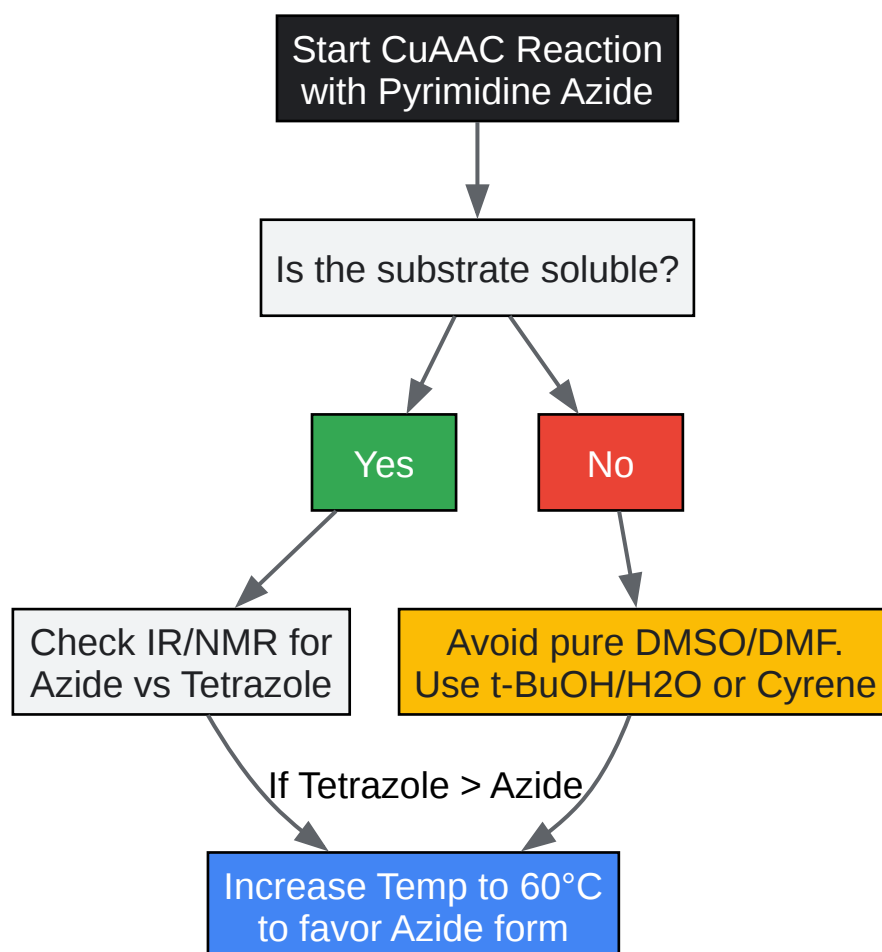 Start CuAAC Reaction
with Pyrimidine Azide
Is the substrate soluble?
Yes
No
Check IR/NMR for
Azide vs Tetrazole
Avoid pure DMSO/DMF.
Use t-BuOH/H2O or Cyrene
If Tetrazole > Azide
Increase Temp to 60°C
to favor Azide form